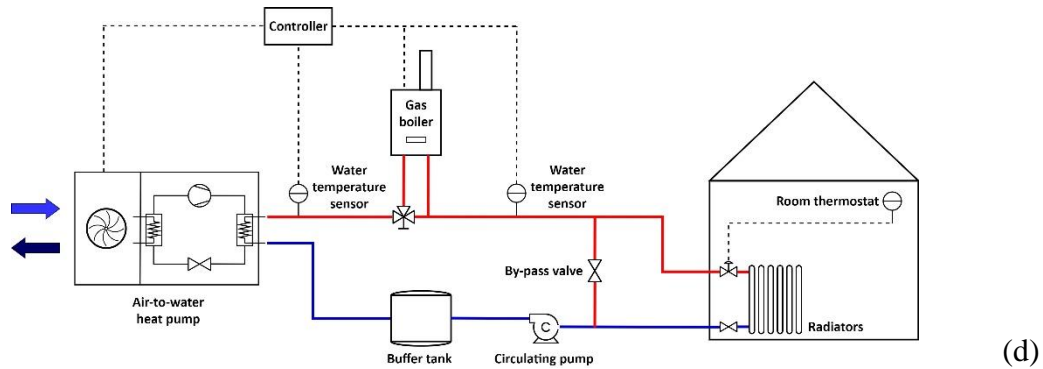 Controller
Gas
boiler
Water
temperature
sensor
Water
temperature
sensor
Room thermostat
By-pass valve
Air-to-water
heat pump
Buffer tank
C
Circulating pump
Radiators
(d)